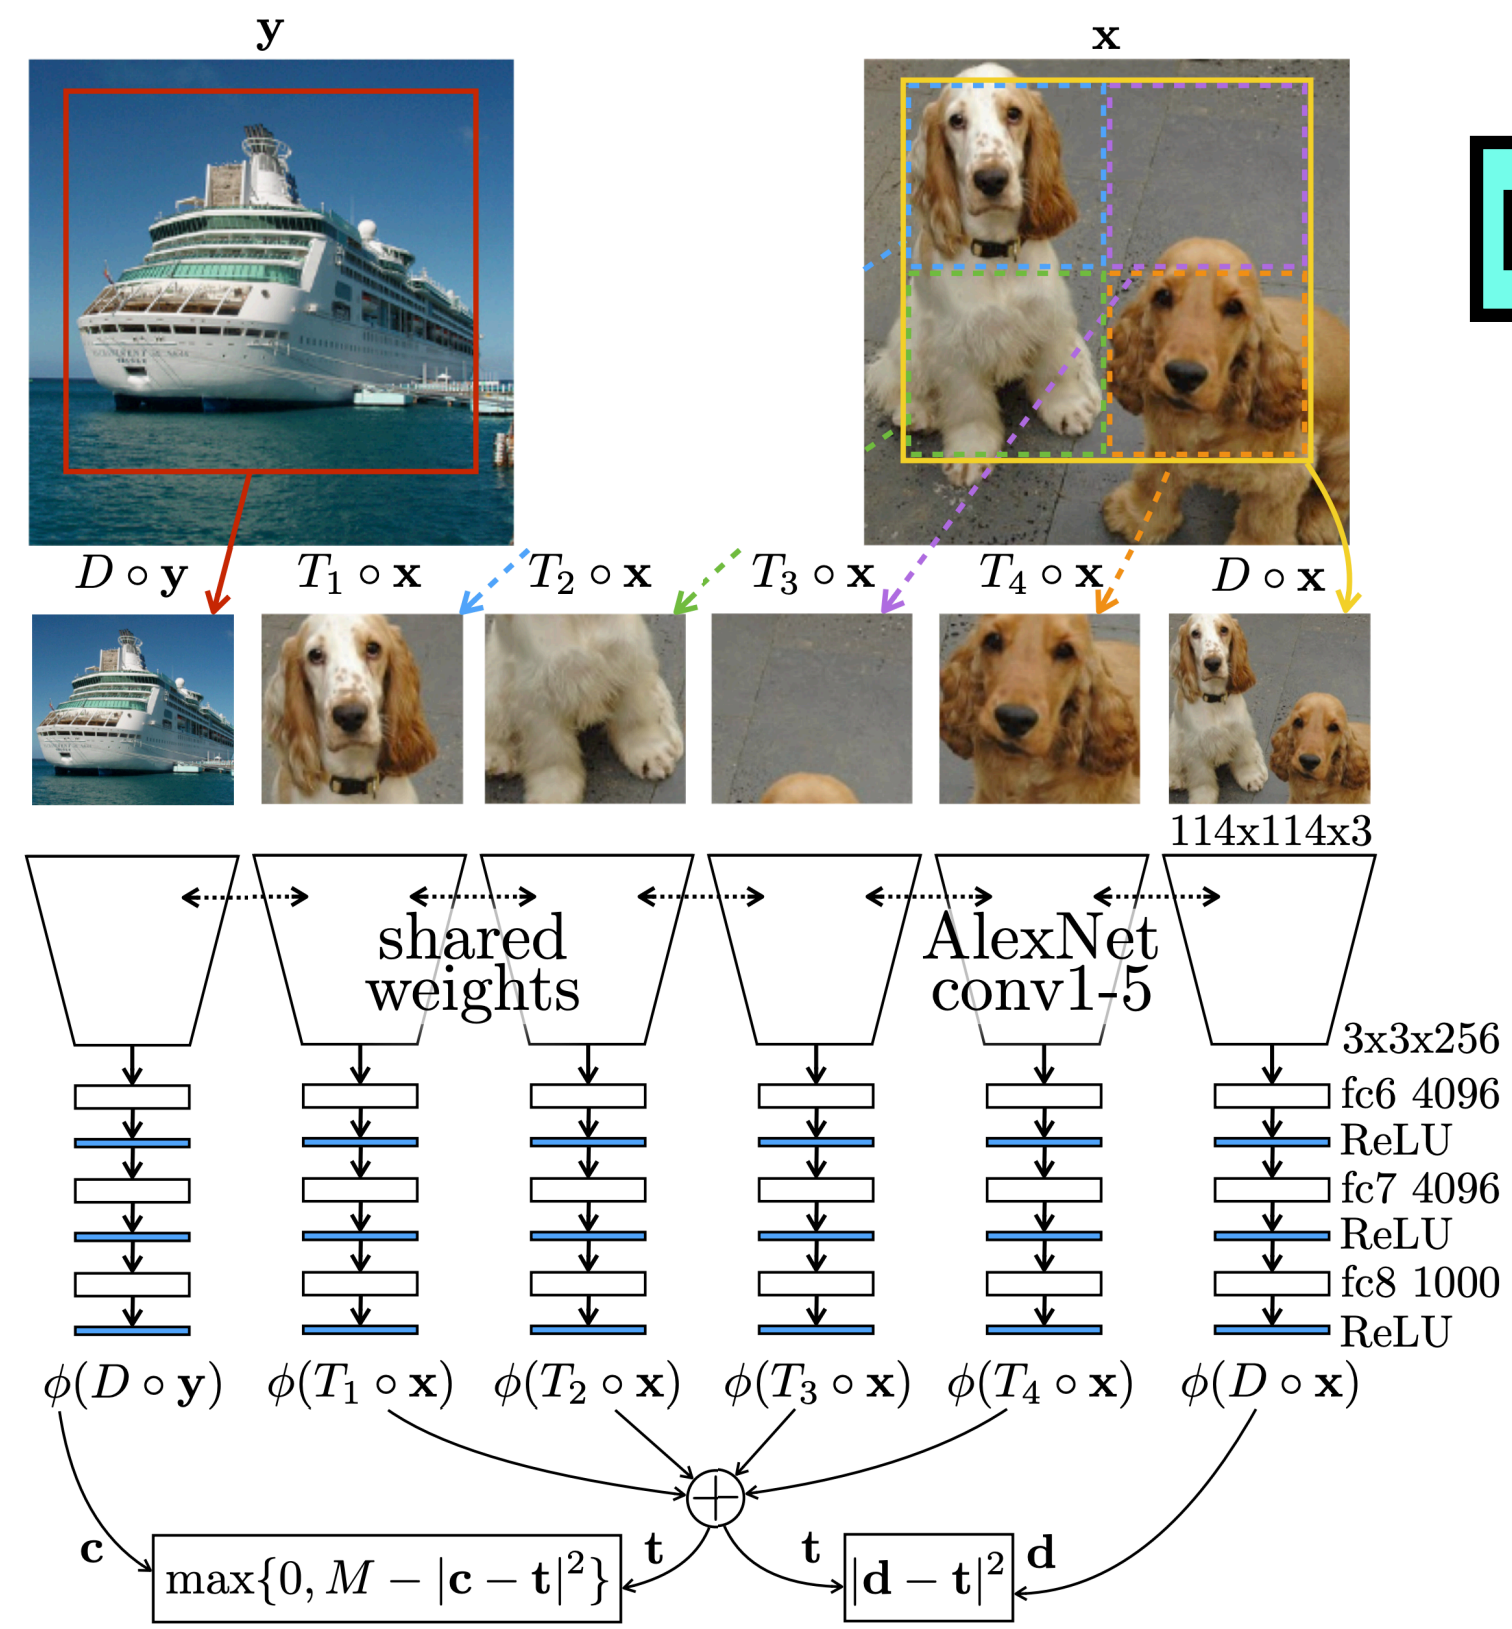 y
x
D ∘ y
T₁ ∘ x
T₂ ∘ x
T₃ ∘ x
T₄ ∘ x
D ∘ x
114x114x3
shared
weights
AlexNet
conv1-5
3x3x256
fc6 4096
ReLU
fc7 4096
ReLU
fc8 1000
ReLU
ϕ(D ∘ y)
ϕ(T₁ ∘ x)
ϕ(T₂ ∘ x)
ϕ(T₃ ∘ x)
ϕ(T₄ ∘ x)
ϕ(D ∘ x)
c
t
t
d
max{0, M − |c − t|²}
|d − t|²